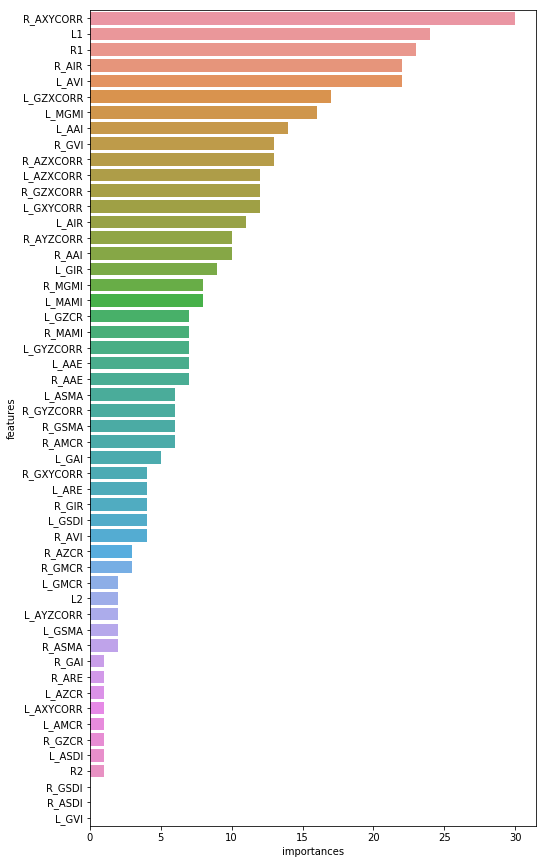 R_AXYCORR
L1
R1
R_AIR
L_AVI
L_GZXCORR
L_MGMI
L_AAI
R_GVI
R_AZXCORR
L_AZXCORR
R_GZXCORR
L_GXYCORR
L_AIR
R_AYZCORR
R_AAI
L_GIR
R_MGMI
L_MAMI
L_GZCR
R_MAMI
L_GYZCORR
L_AAE
R_AAE
L_ASMA
R_GYZCORR
R_GSMA
R_AMCR
L_GAI
R_GXYCORR
L_ARE
R_GIR
L_GSDI
R_AVI
R_AZCR
R_GMCR
L_GMCR
L2
L_AYZCORR
L_GSMA
R_ASMA
R_GAI
R_ARE
L_AZCR
L_AXYCORR
L_AMCR
R_GZCR
L_ASDI
R2
R_GSDI
R_ASDI
L_GVI
features
0 5 10 15 20 25 30
importances